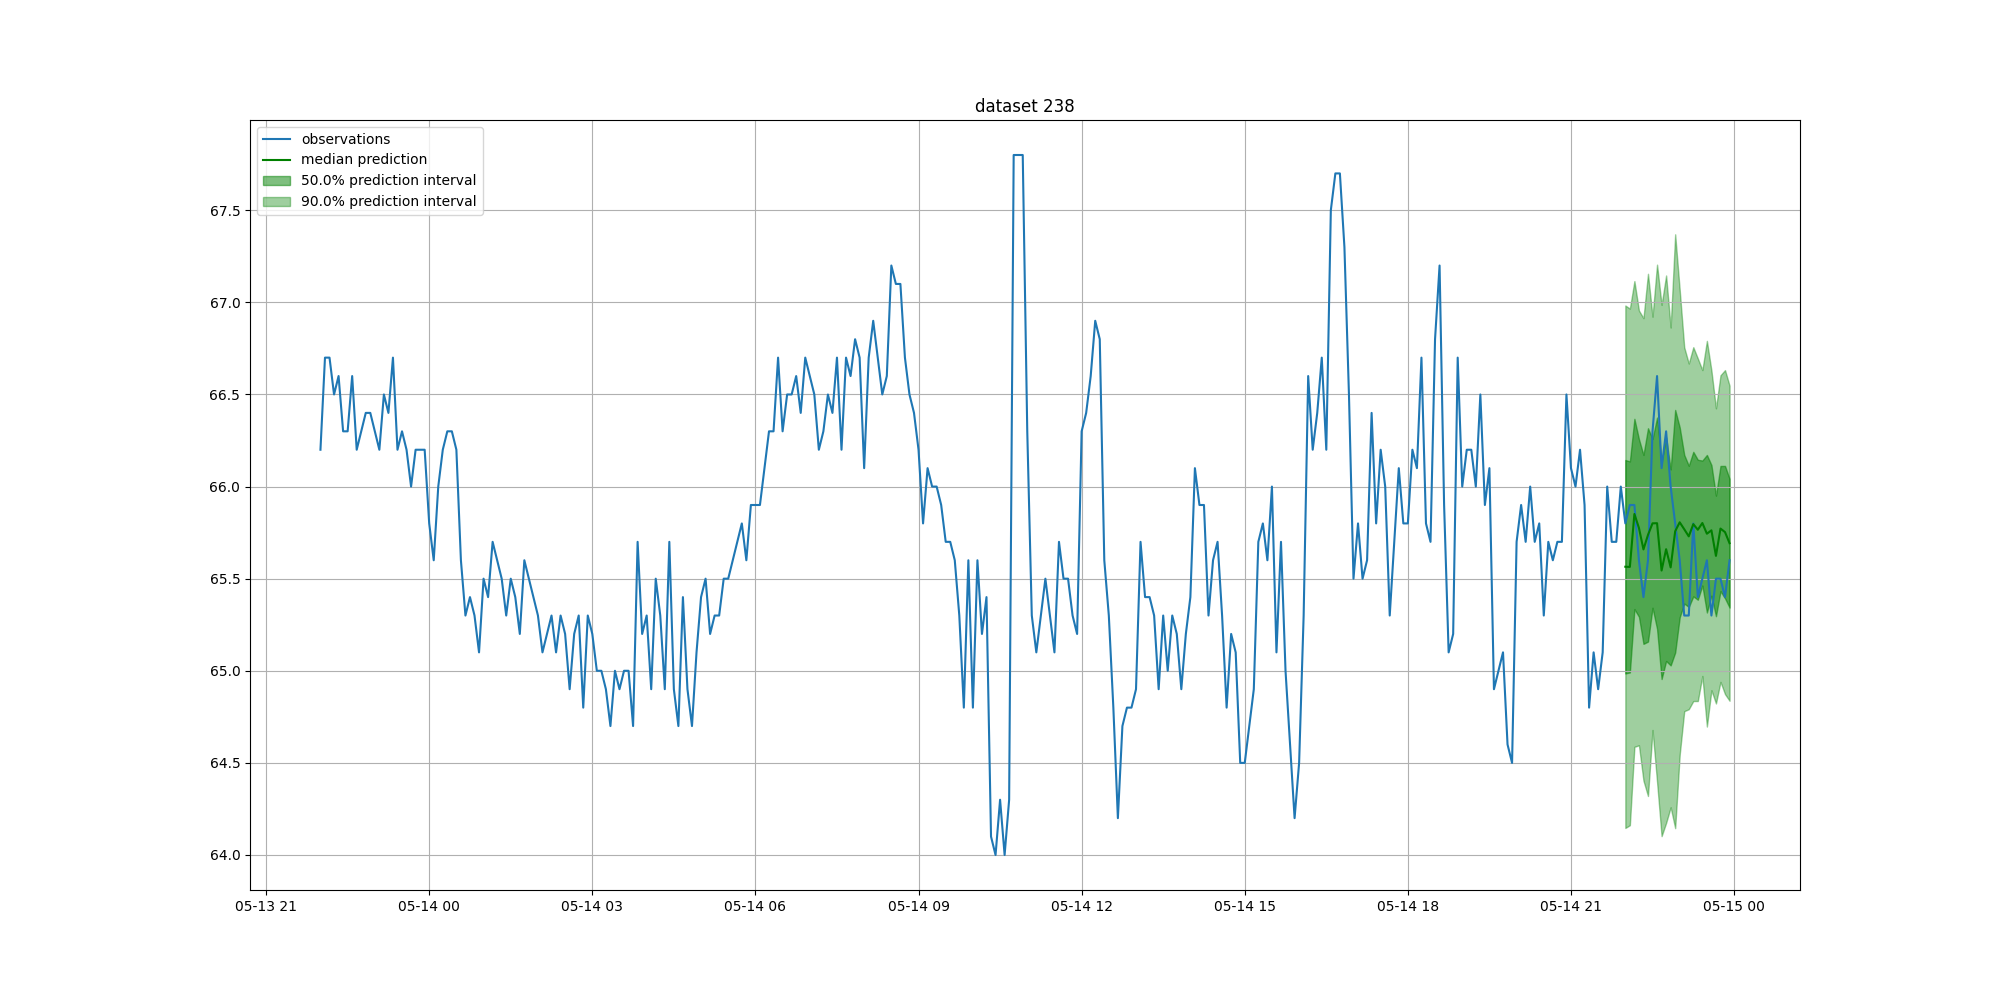 dataset 238
observations
median prediction
50.0% prediction interval
90.0% prediction interval
67.5
67.0
66.5
66.0
65.5
65.0
64.5
64.0
05-13 21 05-14 00 05-14 03 05-14 06 05-14 09 05-14 12 05-14 15 05-14 18 05-14 21 05-15 00